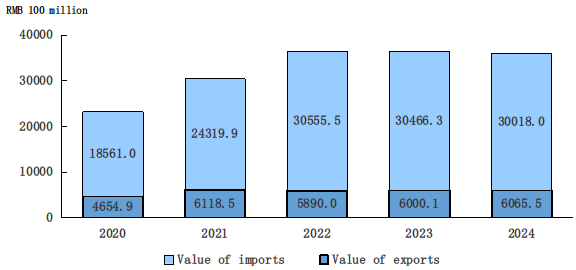 RMB 100 million
40000
30000
20000
10000
0
18561.0 24319.9 30555.5 30466.3 30018.0
4654.9 6118.5 5890.0 6000.1 6065.5
2020 2021 2022 2023 2024
Value of imports Value of exports